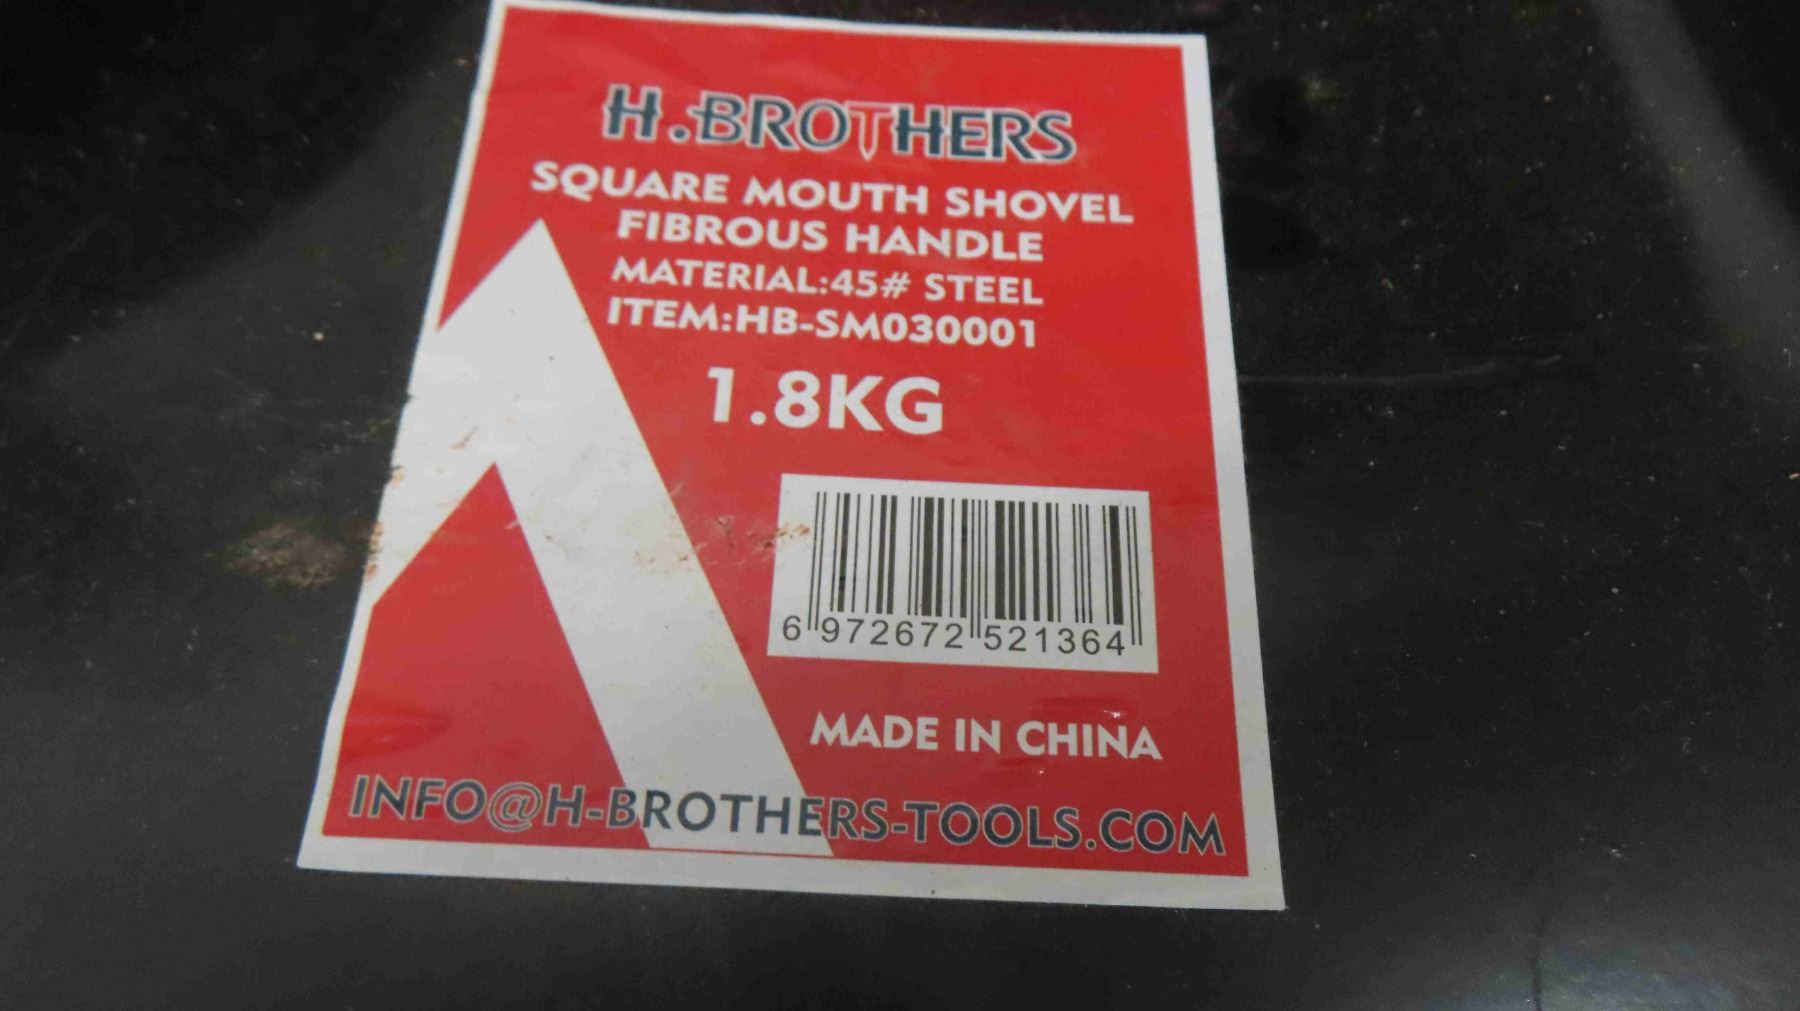 H.BROTHERS
SQUARE MOUTH SHOVEL
FIBROUS HANDLE
MATERIAL:45# STEEL
ITEM:HB-SM030001
1.8KG
6 972672 521364
MADE IN CHINA
INFO@H-BROTHERS-TOOLS.COM